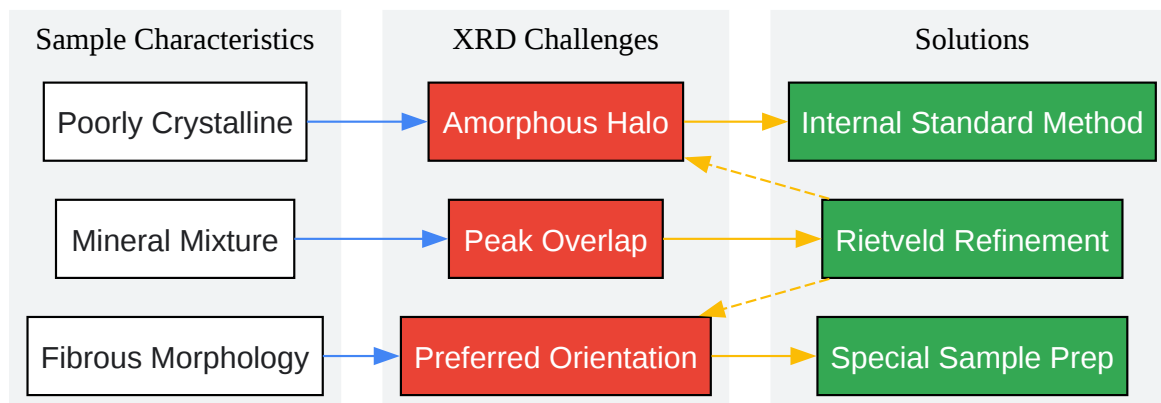 Sample Characteristics
XRD Challenges
Solutions
Poorly Crystalline
Amorphous Halo
Internal Standard Method
Mineral Mixture
Peak Overlap
Rietveld Refinement
Fibrous Morphology
Preferred Orientation
Special Sample Prep